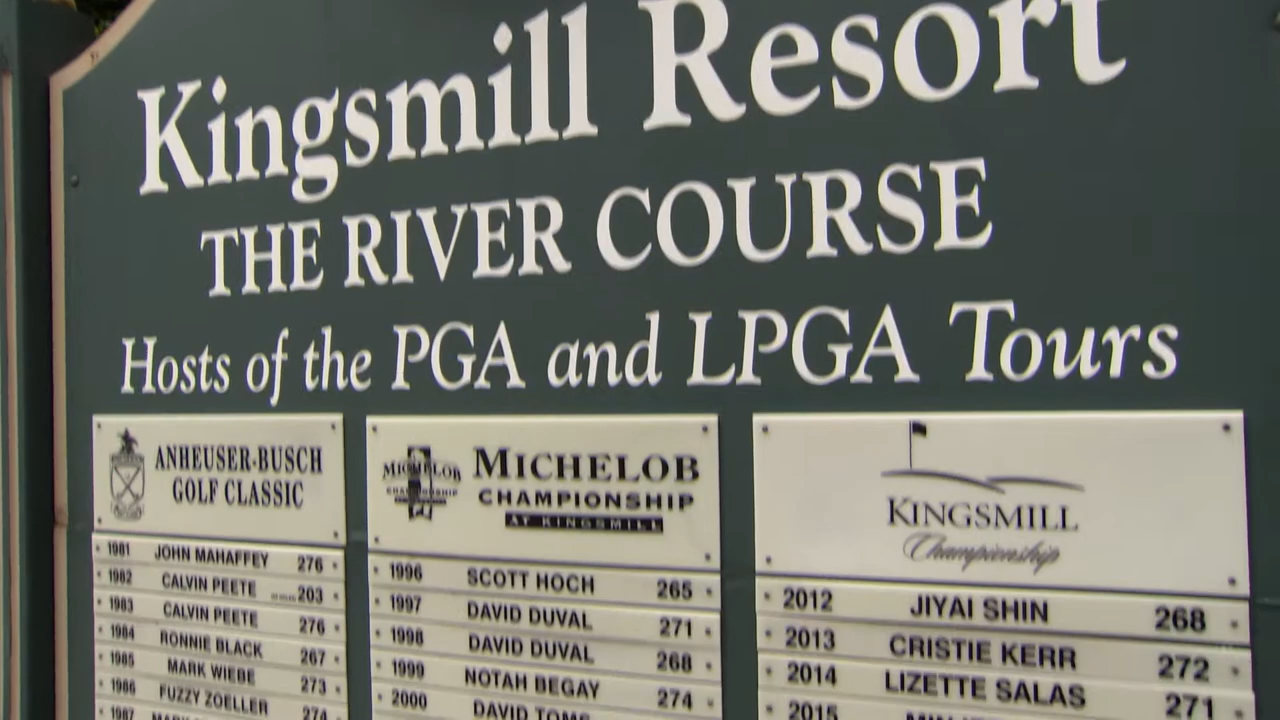 Kingsmill Resort
THE RIVER COURSE
Hosts of the PGA and LPGA Tours
ANHEUSER-BUSCH
GOLF CLASSIC
1981 JOHN MAHAFFEY 276
1982 CALVIN PEETE 203
1983 CALVIN PEETE 276
1984 RONNIE BLACK 267
1985 MARK WIEBE 273
1986 FUZZY ZOELLER 274
1987
MICHELOB
CHAMPIONSHIP
MICHELOB
CHAMPIONSHIP
AT KINGSMILL
1996 SCOTT HOCH 265
1997 DAVID DUVAL 271
1998 DAVID DUVAL 268
1999 NOTAH BEGAY 274
2000 DAVID TOMS
KINGSMILL
Championship
2012 JIYAI SHIN 268
2013 CRISTIE KERR 272
2014 LIZETTE SALAS 271
2015